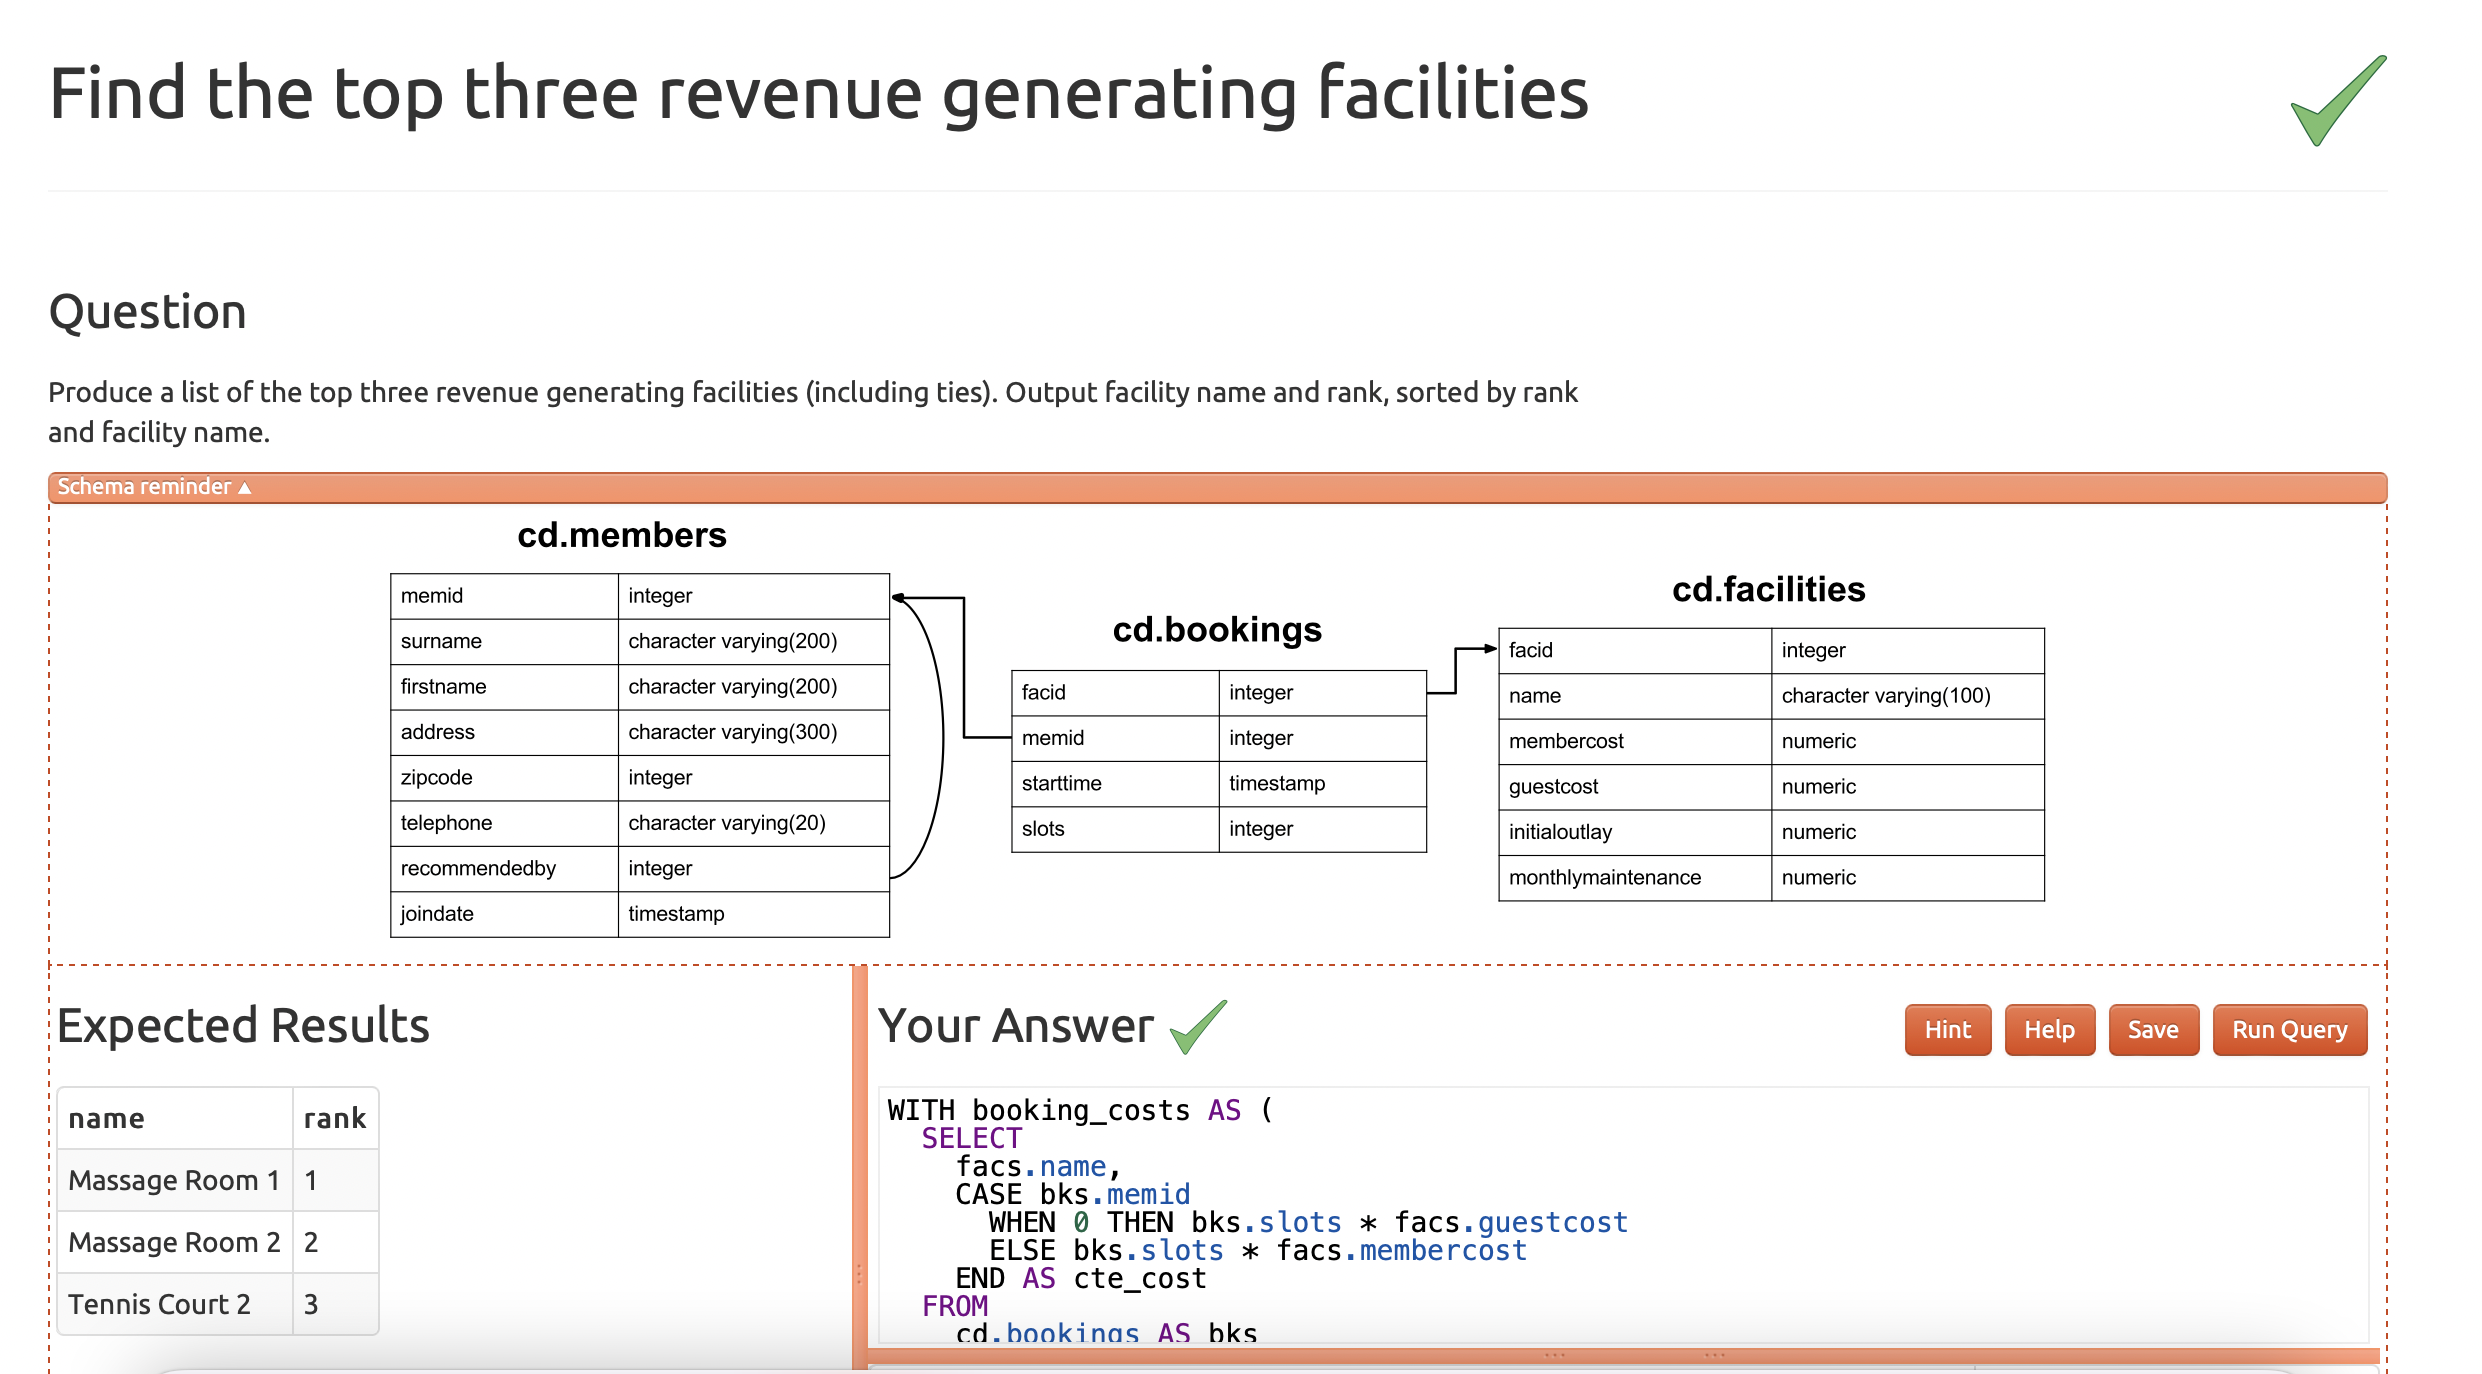 Find the top three revenue generating facilities
Question
Produce a list of the top three revenue generating facilities (including ties). Output facility name and rank, sorted by rank
and facility name.
Schema reminder ▲
cd.members
memid integer
surname character varying(200)
firstname character varying(200)
address character varying(300)
zipcode integer
telephone character varying(20)
recommendedby integer
joindate timestamp
cd.bookings
facid integer
memid integer
starttime timestamp
slots integer
cd.facilities
facid integer
name character varying(100)
membercost numeric
guestcost numeric
initialoutlay numeric
monthlymaintenance numeric
Expected Results
name rank
Massage Room 1 1
Massage Room 2 2
Tennis Court 2 3
Your Answer
Hint Help Save Run Query
WITH booking_costs AS (
  SELECT
    facs.name,
    CASE bks.memid
      WHEN 0 THEN bks.slots * facs.guestcost
      ELSE bks.slots * facs.membercost
    END AS cte_cost
  FROM
    cd.bookings AS bks